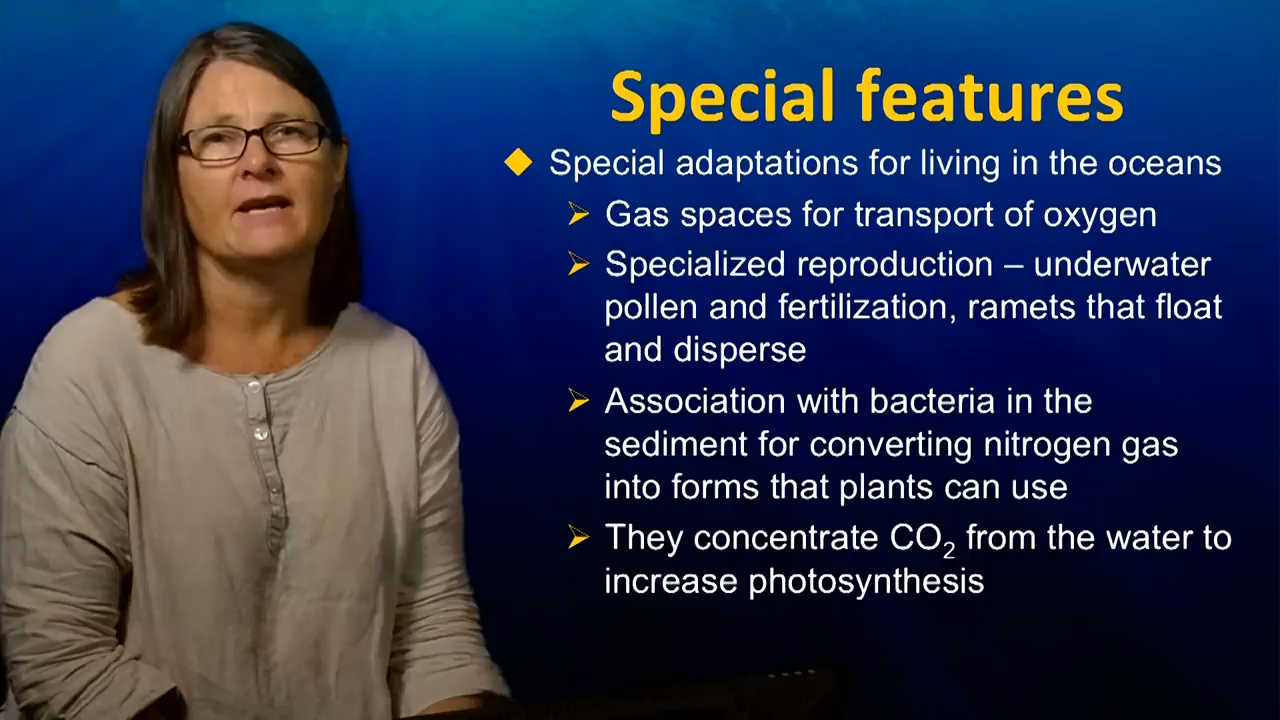 Special features
Special adaptations for living in the oceans
Gas spaces for transport of oxygen
Specialized reproduction – underwater
pollen and fertilization, ramets that float
and disperse
Association with bacteria in the
sediment for converting nitrogen gas
into forms that plants can use
They concentrate CO₂ from the water to
increase photosynthesis